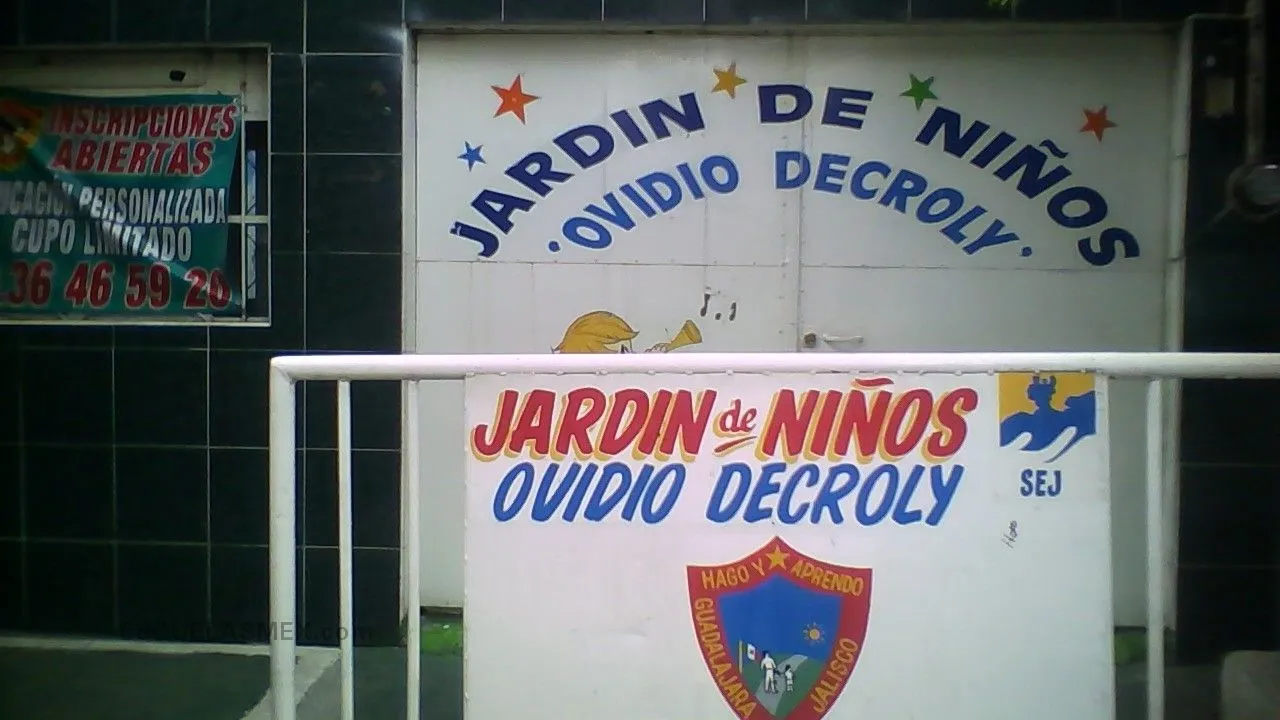 INSCRIPCIONES
ABIERTAS
PERSONALIZADA
CUPO LIMITADO
36 46 59 20
JARDIN DE NIÑOS
·OVIDIO DECROLY·
JARDIN de NIÑOS
OVIDIO DECROLY
SEJ
HAGO Y APRENDO
GUADALAJARA
JALISCO